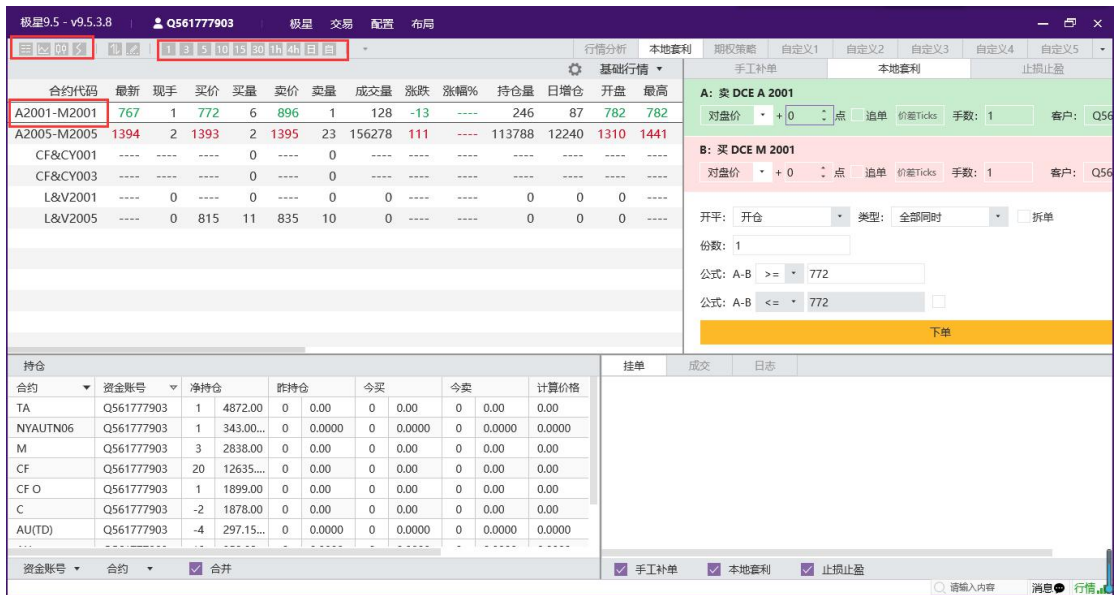 极星9.5 - v9.5.3.8 Q561777903 极星 交易 配置 布局
1 3 5 10 15 30 1h 4h 日 自 行情分析 本地套利 期权策略 自定义1 自定义2 自定义3 自定义4 自定义5
基础行情 手工补单 本地套利 止损止盈
合约代码 最新 现手 买价 买量 卖价 卖量 成交量 涨跌 涨幅% 持仓量 日增仓 开盘 最高
A2001-M2001 767 1 772 6 896 1 128 -13 ---- 246 87 782 782
A2005-M2005 1394 2 1393 2 1395 23 156278 111 ---- 113788 12240 1310 1441
CF&CY001 ---- ---- ---- 0 ---- 0 ---- ---- ---- ---- ---- ---- ----
CF&CY003 ---- ---- ---- 0 ---- 0 ---- ---- ---- ---- ---- ---- ----
L&V2001 ---- 0 ---- 0 ---- 0 0 ---- ---- 0 0 0 ----
L&V2005 ---- 0 815 11 835 10 0 ---- ---- 0 0 0 ----
A: 卖 DCE A 2001
对盘价 + 0 点 追单 价差Ticks 手数: 1 客户: Q56
B: 买 DCE M 2001
对盘价 + 0 点 追单 价差Ticks 手数: 1 客户: Q56
开平: 开仓 类型: 全部同时 拆单
份数: 1
公式: A-B >= 772
公式: A-B <= 772
下单
持仓
合约 资金账号 净持仓 昨持仓 今买 今卖 计算价格
TA Q561777903 1 4872.00 0 0.00 0 0.00 0 0.00 0.00
NYAUTN06 Q561777903 1 343.00... 0 0.0000 0 0.0000 0 0.0000 0.0000
M Q561777903 3 2838.00 0 0.00 0 0.00 0 0.00 0.00
CF Q561777903 20 12635.... 0 0.00 0 0.00 0 0.00 0.00
CF O Q561777903 1 1899.00 0 0.00 0 0.00 0 0.00 0.00
C Q561777903 -2 1878.00 0 0.00 0 0.00 0 0.00 0.00
AU(TD) Q561777903 -4 297.15... 0 0.0000 0 0.0000 0 0.0000 0.0000
资金账号 合约 合并
挂单 成交 日志
手工补单 本地套利 止损止盈
请输入内容 消息 行情